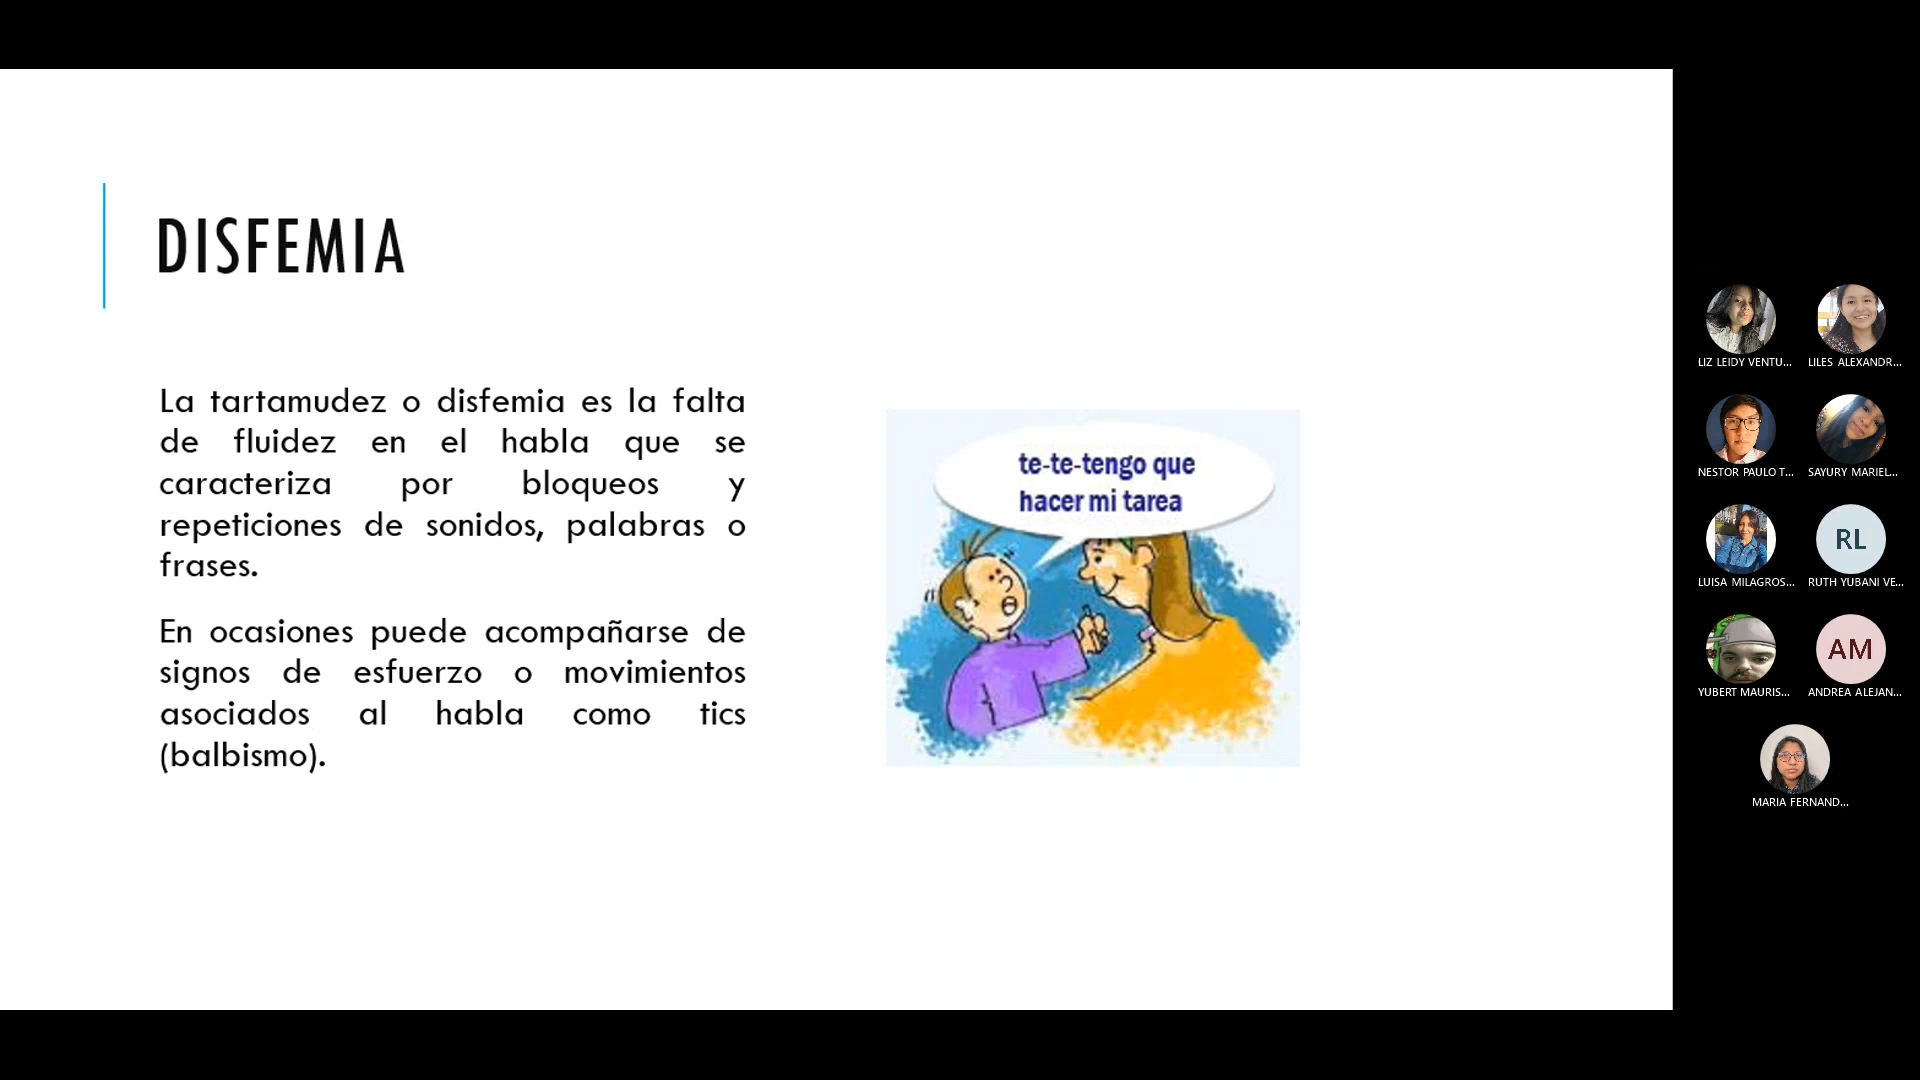 DISFEMIA
La tartamudez o disfemia es la falta
de fluidez en el habla que se
caracteriza por bloqueos y
repeticiones de sonidos, palabras o
frases.
En ocasiones puede acompañarse de
signos de esfuerzo o movimientos
asociados al habla como tics
(balbismo).
te-te-tengo que
hacer mi tarea
LIZ LEIDY VENTU...
LILES ALEXANDR...
NESTOR PAULO T...
SAYURY MARIEL...
LUISA MILAGROS...
RL
RUTH YUBANI VE...
YUBERT MAURIS...
AM
ANDREA ALEJAN...
MARIA FERNAND...